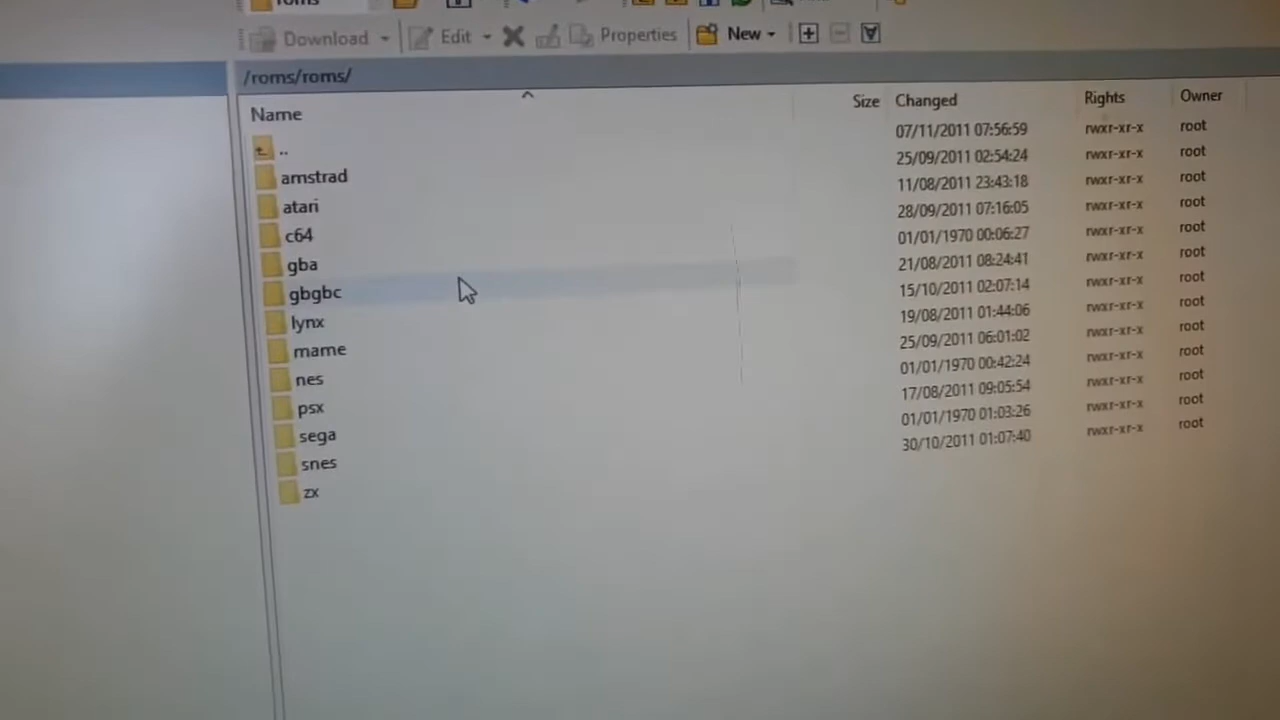 roms
Download Edit Properties New
/roms/roms/
Name Size Changed Rights Owner
.. 07/11/2011 07:56:59 rwxr-xr-x root
amstrad 25/09/2011 02:54:24 rwxr-xr-x root
atari 11/08/2011 23:43:18 rwxr-xr-x root
c64 28/09/2011 07:16:05 rwxr-xr-x root
gba 01/01/1970 00:06:27 rwxr-xr-x root
gbgbc 21/08/2011 08:24:41 rwxr-xr-x root
lynx 15/10/2011 02:07:14 rwxr-xr-x root
mame 19/08/2011 01:44:06 rwxr-xr-x root
nes 25/09/2011 06:01:02 rwxr-xr-x root
psx 01/01/1970 00:42:24 rwxr-xr-x root
sega 17/08/2011 09:05:54 rwxr-xr-x root
snes 01/01/1970 01:03:26 rwxr-xr-x root
zx 30/10/2011 01:07:40 rwxr-xr-x root